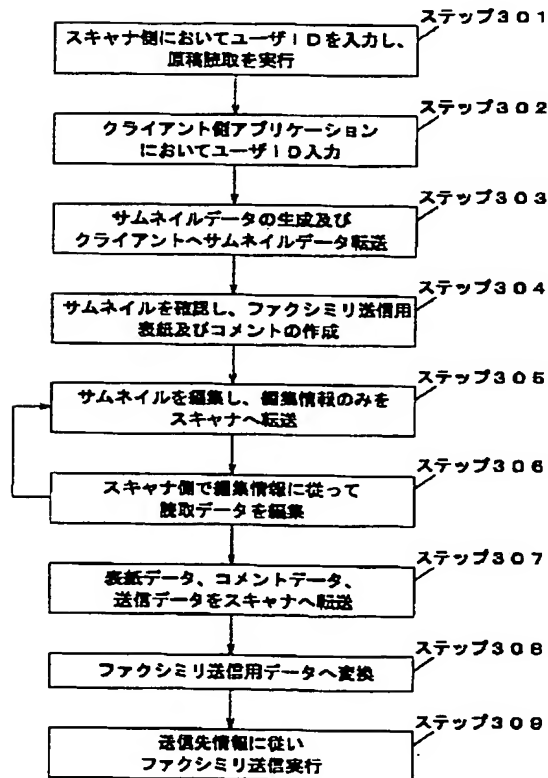 ステップ301
スキャナ側においてユーザIDを入力し、
原稿読取を実行
ステップ302
クライアント側アプリケーション
においてユーザID入力
ステップ303
サムネイルデータの生成及び
クライアントへサムネイルデータ転送
ステップ304
サムネイルを確認し、ファクシミリ送信用
表紙及びコメントの作成
ステップ305
サムネイルを編集し、編集情報のみを
スキャナへ転送
ステップ306
スキャナ側で編集情報に従って
読取データを編集
ステップ307
表紙データ、コメントデータ、
送信データをスキャナへ転送
ステップ308
ファクシミリ送信用データへ変換
ステップ309
送信先情報に従い
ファクシミリ送信実行